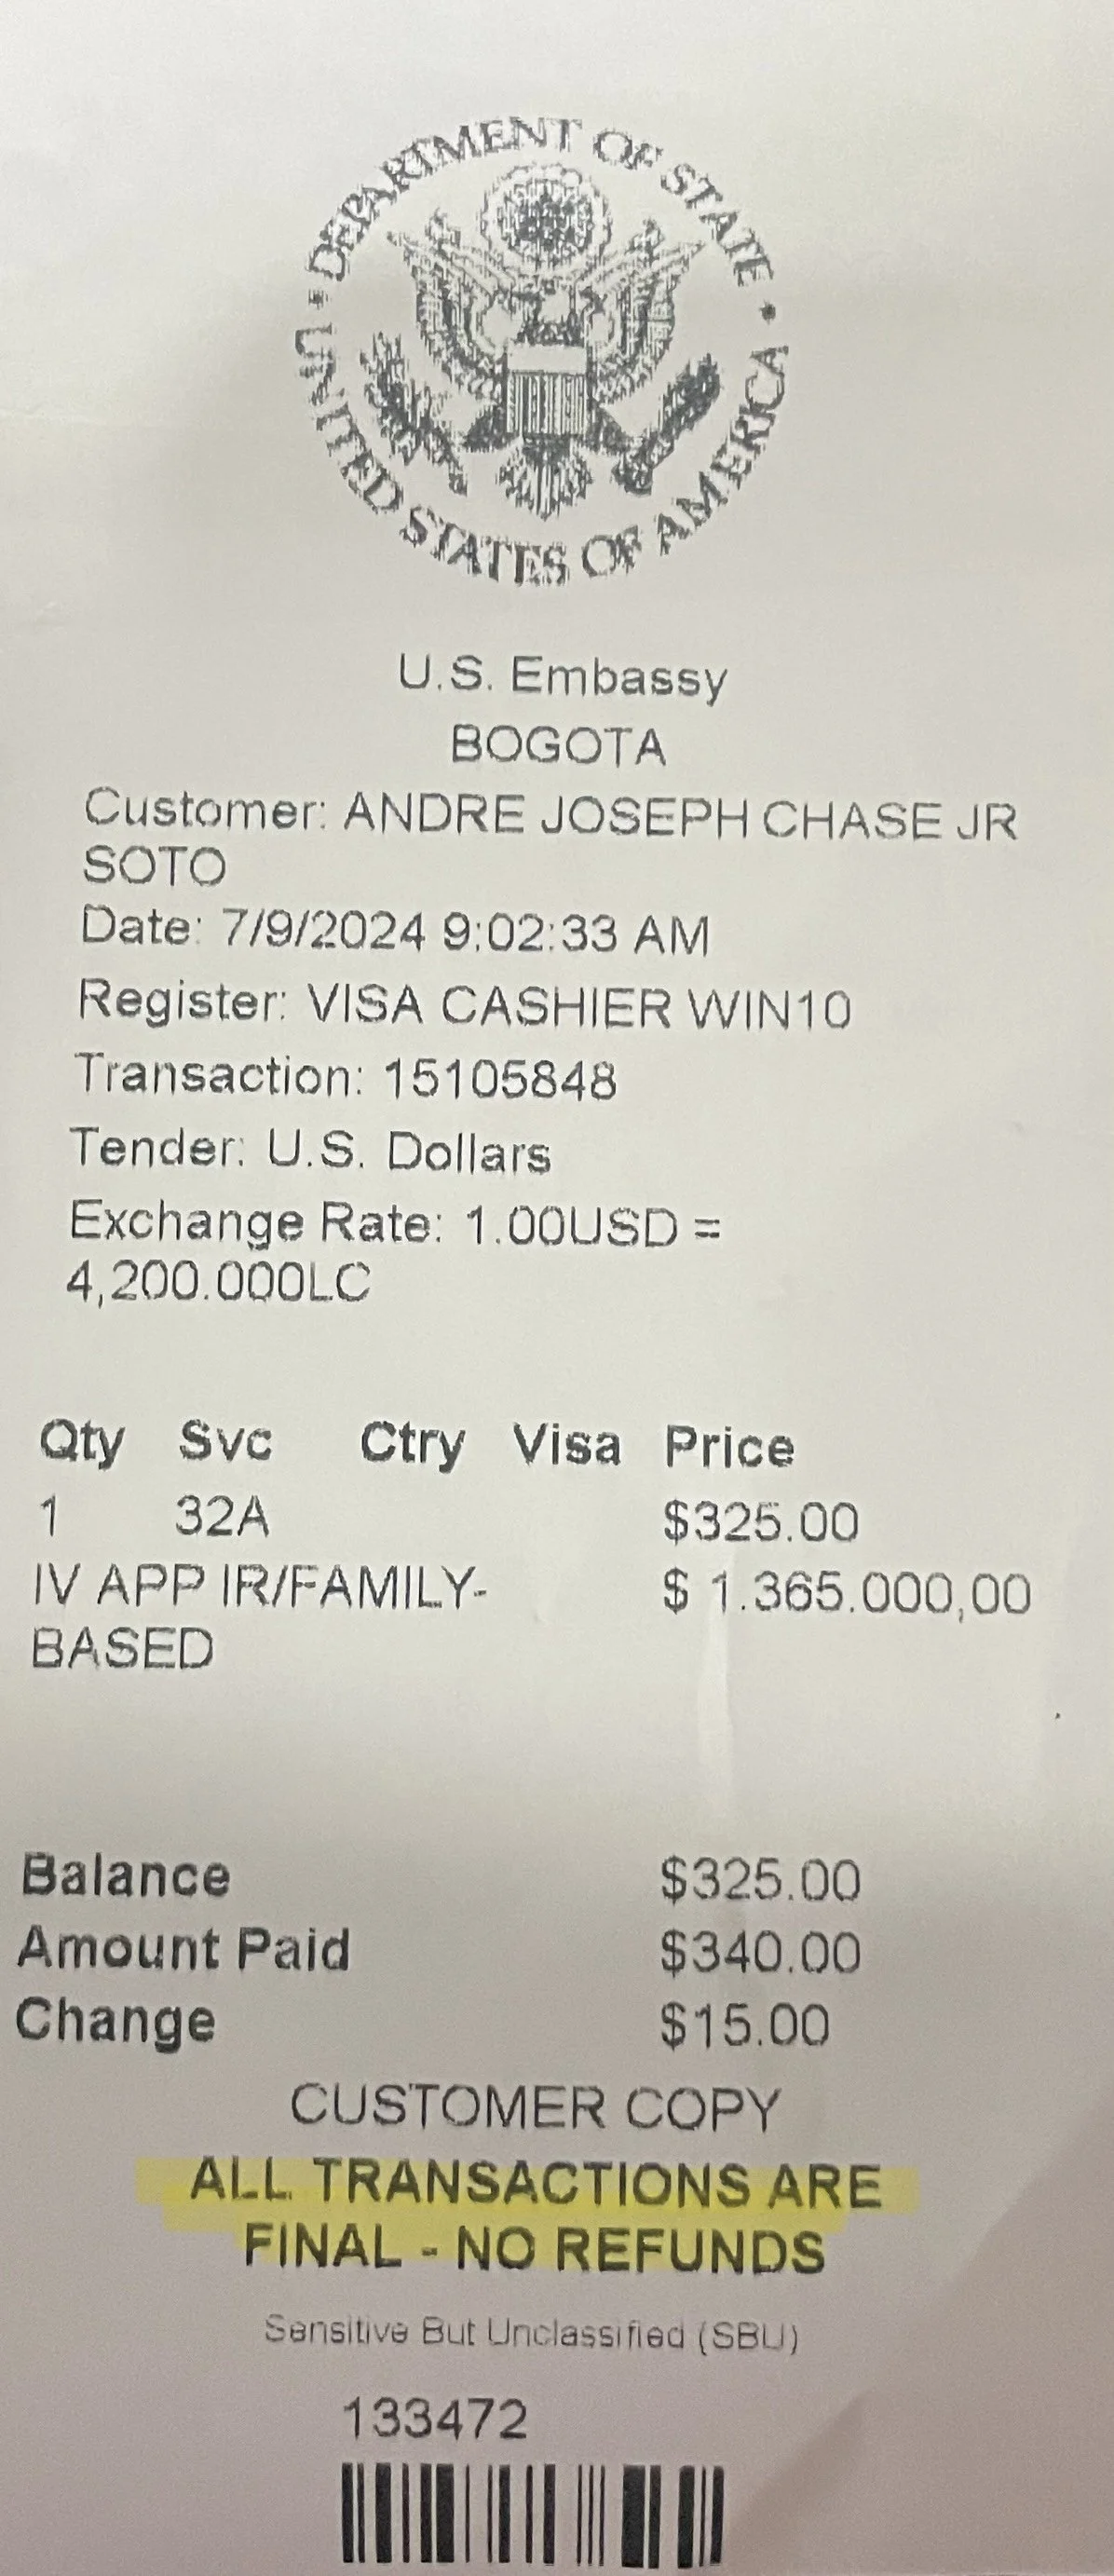 DEPARTMENT OF STATE
UNITED STATES OF AMERICA
U.S. Embassy
BOGOTA
Customer: ANDRE JOSEPH CHASE JR
SOTO
Date: 7/9/2024 9:02:33 AM
Register: VISA CASHIER WIN10
Transaction: 15105848
Tender: U.S. Dollars
Exchange Rate: 1.00USD =
4,200.000LC
Qty Svc Ctry Visa Price
1 32A $325.00
IV APP IR/FAMILY- $ 1.365.000,00
BASED
Balance $325.00
Amount Paid $340.00
Change $15.00
CUSTOMER COPY
ALL TRANSACTIONS ARE
FINAL - NO REFUNDS
Sensitive But Unclassified (SBU)
133472